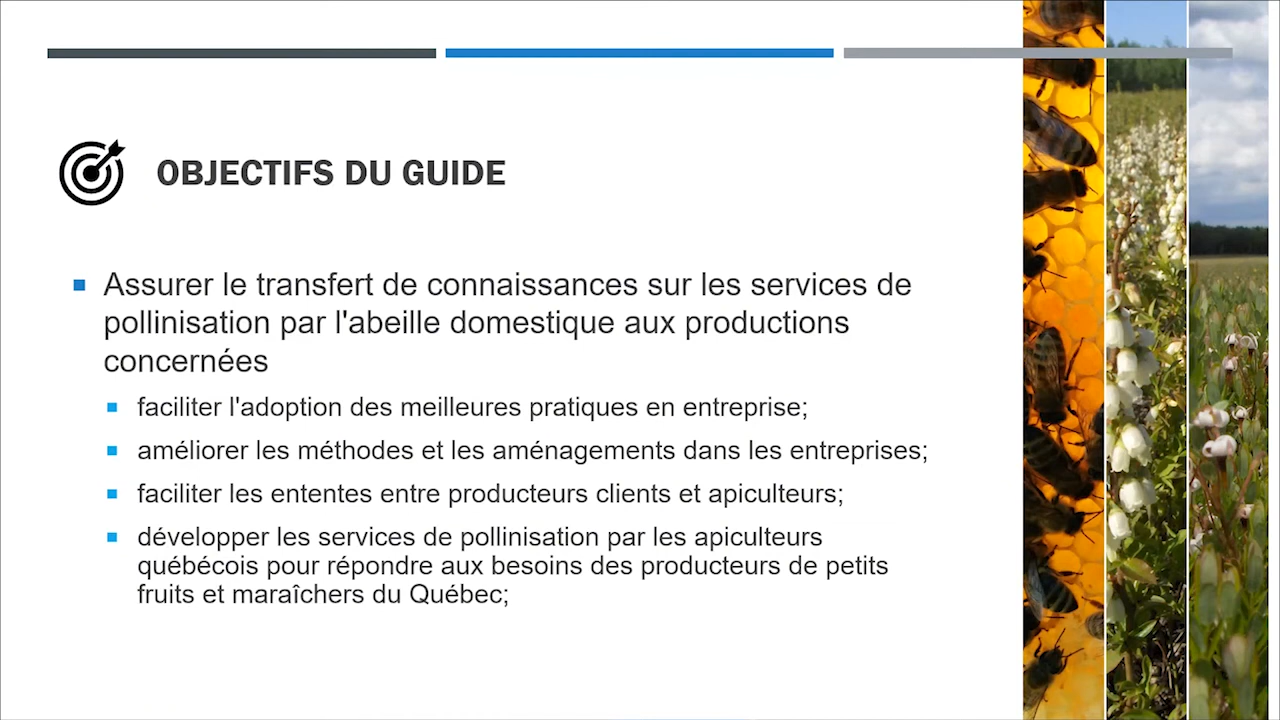 OBJECTIFS DU GUIDE
Assurer le transfert de connaissances sur les services de
pollinisation par l'abeille domestique aux productions
concernées
faciliter l'adoption des meilleures pratiques en entreprise;
améliorer les méthodes et les aménagements dans les entreprises;
faciliter les ententes entre producteurs clients et apiculteurs;
développer les services de pollinisation par les apiculteurs
québécois pour répondre aux besoins des producteurs de petits
fruits et maraîchers du Québec;